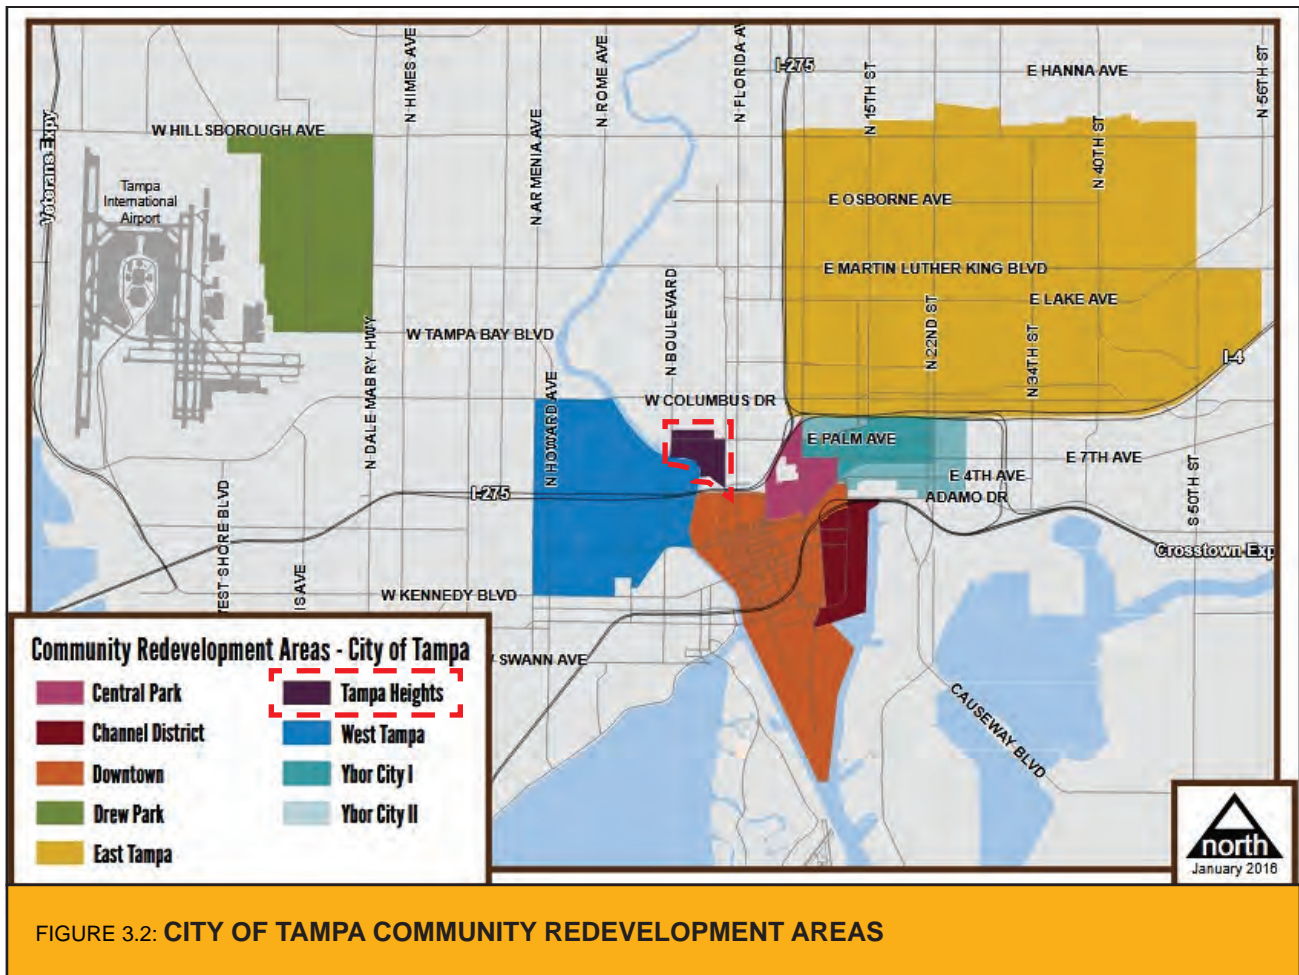 N HIMES AVE
N ROME AVE
N FLORIDA AV
I-275
N 15TH ST
E HANNA AVE
N 56TH ST
Veterans Expy
W HILLSBOROUGH AVE
N ARMENIA AVE
N 40TH ST
Tampa
International
Airport
E OSBORNE AVE
E MARTIN LUTHER KING BLVD
N BOULEVARD
N 22ND ST
E LAKE AVE
N 34TH ST
W TAMPA BAY BLVD
N DALE MABRY HWY
I-4
N HOWARD AVE
W COLUMBUS DR
E PALM AVE
E 7TH AVE
E 4TH AVE
S 50TH ST
I-275
ADAMO DR
EST SHORE BLVD
Crosstown Exp
IS AVE
W KENNEDY BLVD
SWANN AVE
CAUSEWAY BLVD
Community Redevelopment Areas - City of Tampa
Central Park
Channel District
Downtown
Drew Park
East Tampa
Tampa Heights
West Tampa
Ybor City I
Ybor City II
north
January 2016
FIGURE 3.2: CITY OF TAMPA COMMUNITY REDEVELOPMENT AREAS